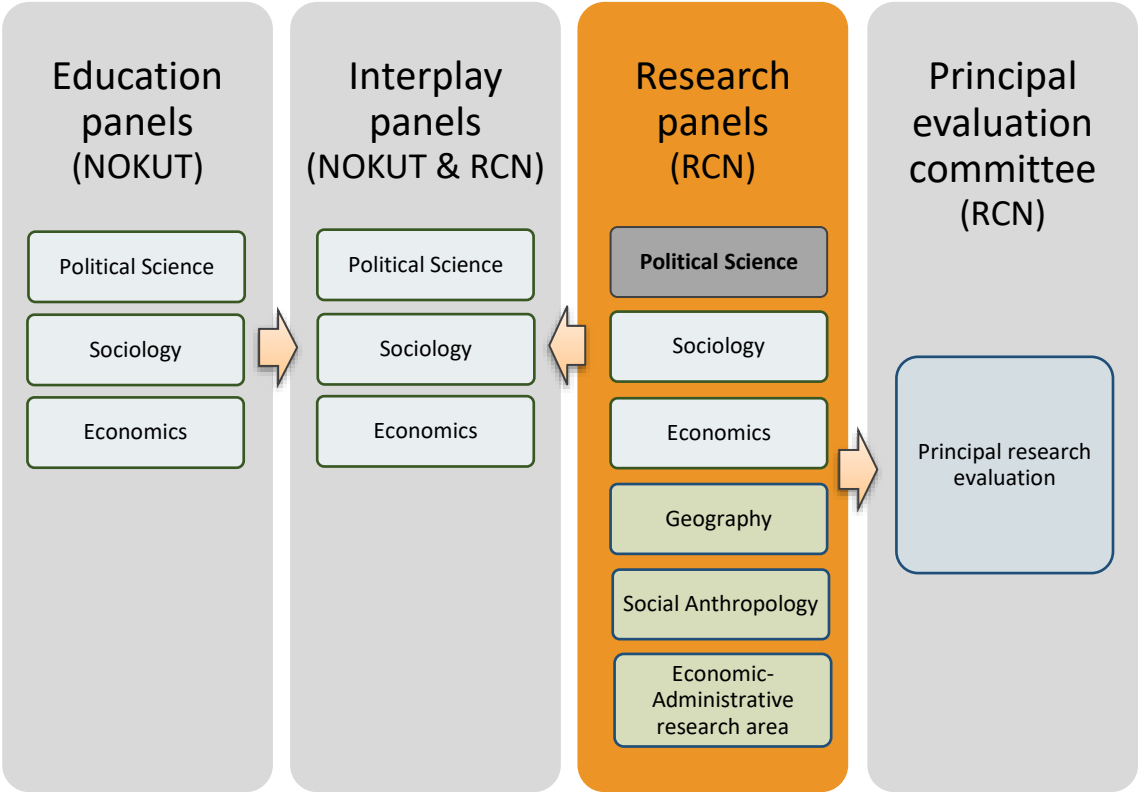 Education
panels
(NOKUT)
Political Science
Sociology
Economics
Interplay
panels
(NOKUT & RCN)
Political Science
Sociology
Economics
Research
panels
(RCN)
Political Science
Sociology
Economics
Geography
Social Anthropology
Economic-
Administrative
research area
Principal
evaluation
committee
(RCN)
Principal research
evaluation